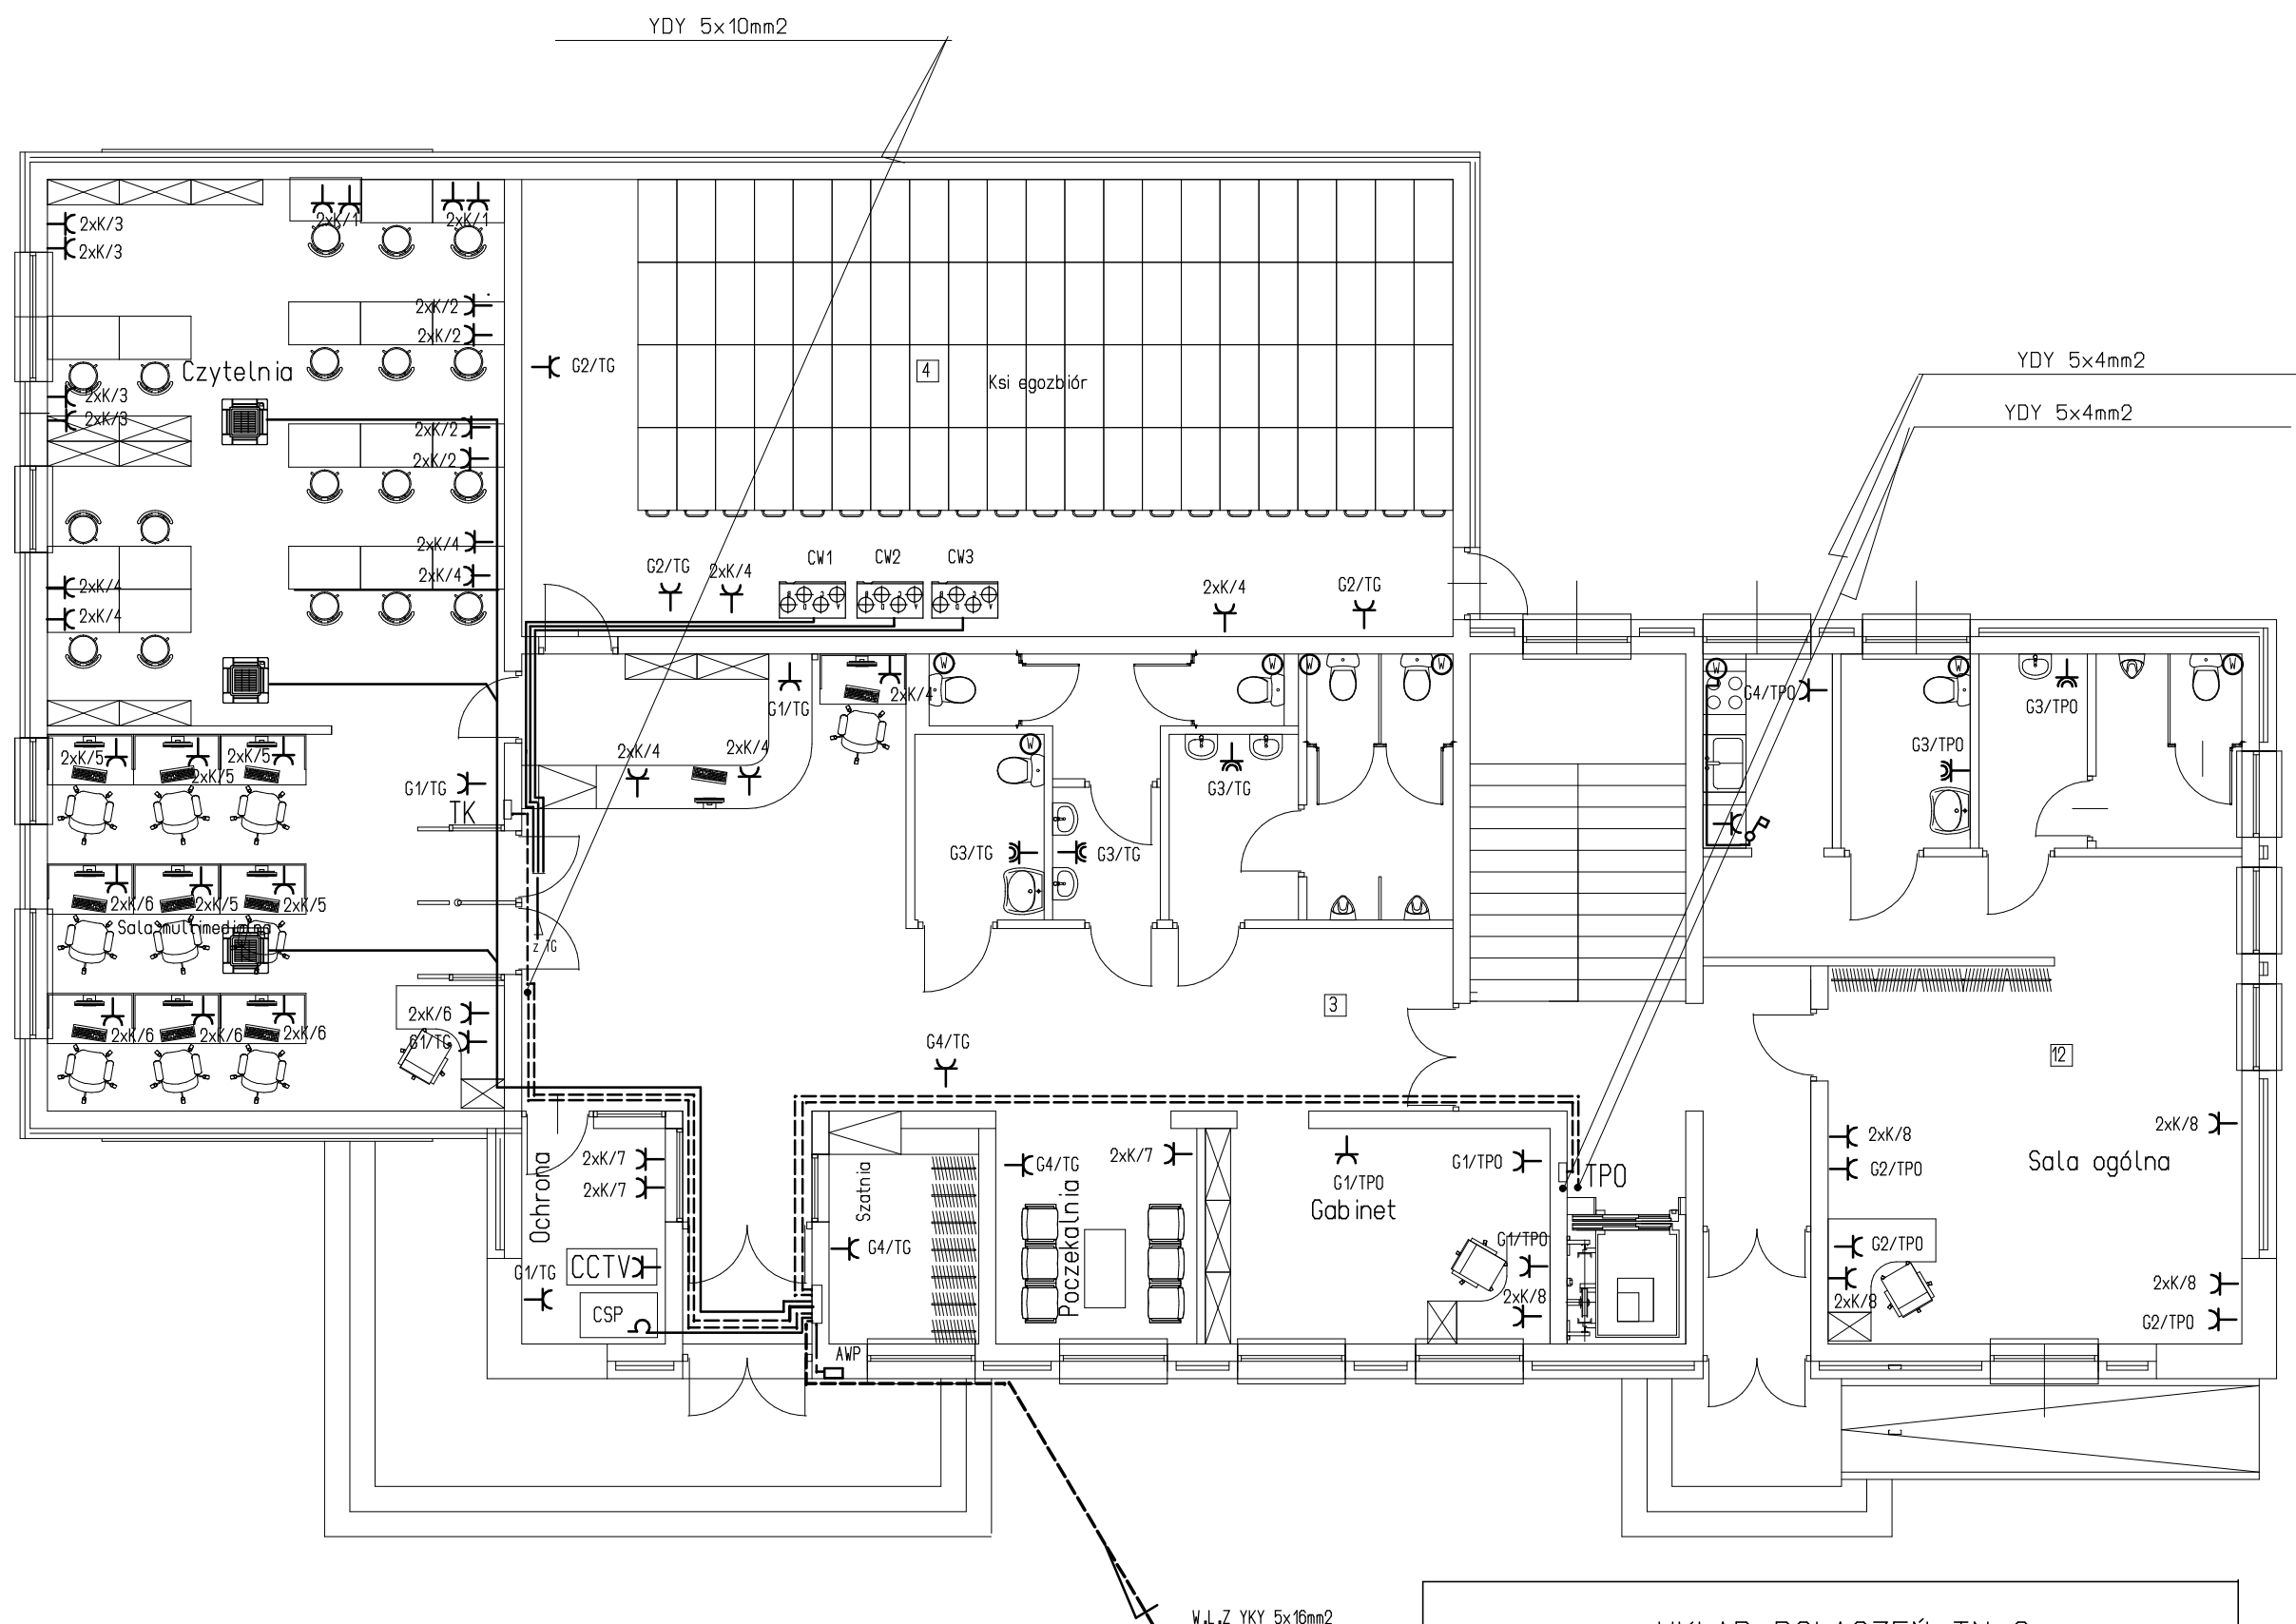 YDY 5x10mm2
2xK/1
2xK/1
2xK/3
2xK/3
2xK/2
2xK/2
YDY 5x4mm2
G2/TG
Czytelnia
4
Ksi egozbiór
2xK/3
2xK/3
YDY 5x4mm2
2xK/2
2xK/2
2xK/4
2xK/4
CW1
CW2
CW3
G2/TG
2xK/4
2xK/4
G2/TG
2xK/4
2xK/4
W
W
W
W
W
W
W
2xK/4
G4/TPO
G1/TG
G3/TPO
2xK/5
2xK/5
2xK/5
2xK/4
2xK/4
W
G3/TPO
G1/TG
G3/TG
TK
G3/TG
G3/TG
2xK/6
2xK/5
2xK/5
Sala multimedialna
z TG
2xK/6
3
2xK/6
2xK/6
2xK/6
G1/TG
G4/TG
12
2xK/8
2xK/8
2xK/7
2xK/7
G4/TG
2xK/7
G1/TPO
G1/TPO
TPO
G2/TPO
Sala ogólna
Ochrona
Szatnia
Poczekalnia
Gabinet
G4/TG
G1/TPO
G2/TPO
CCTV
G1/TG
2xK/8
2xK/8
2xK/8
CSP
G2/TPO
AWP
W.L.Z YKY 5x16mm2